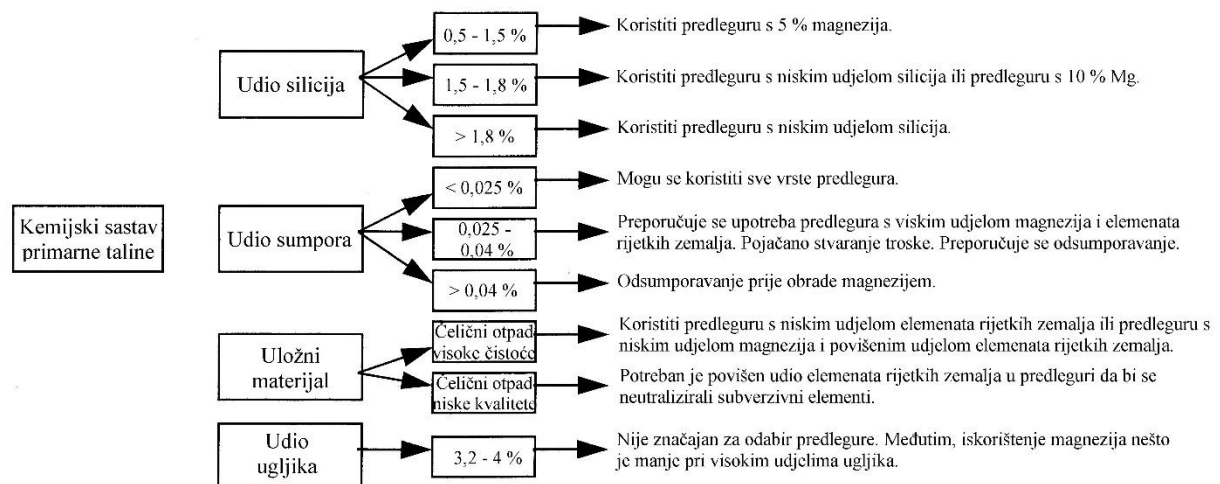 Kemijski sastav
primarne taline
Udio silicija
0,5 - 1,5 %
Koristiti predleguru s 5 % magnezija.
1,5 - 1,8 %
Koristiti predleguru s niskim udjelom silicija ili predleguru s 10 % Mg.
> 1,8 %
Koristiti predleguru s niskim udjelom silicija.
Udio sumpora
< 0,025 %
Mogu se koristiti sve vrste predlegura.
0,025 -
0,04 %
Preporučuje se upotreba predlegura s viskim udjelom magnezija i elemenata
rijetkih zemalja. Pojačano stvaranje troske. Preporučuje se odsumporavanje.
> 0,04 %
Odsumporavanje prije obrade magnezijem.
Uložni
materijal
Čelični otpad
visoke čistoće
Koristiti predleguru s niskim udjelom elemenata rijetkih zemalja ili predleguru s
niskim udjelom magnezija i povišenim udjelom elemenata rijetkih zemalja.
Čelični otpad
niske kvalitete
Potreban je povišen udio elemenata rijetkih zemalja u predleguri da bi se
neutralizirali subverzivni elementi.
Udio
ugljika
3,2 - 4 %
Nije značajan za odabir predlegure. Međutim, iskorištenje magnezija nešto
je manje pri visokim udjelima ugljika.